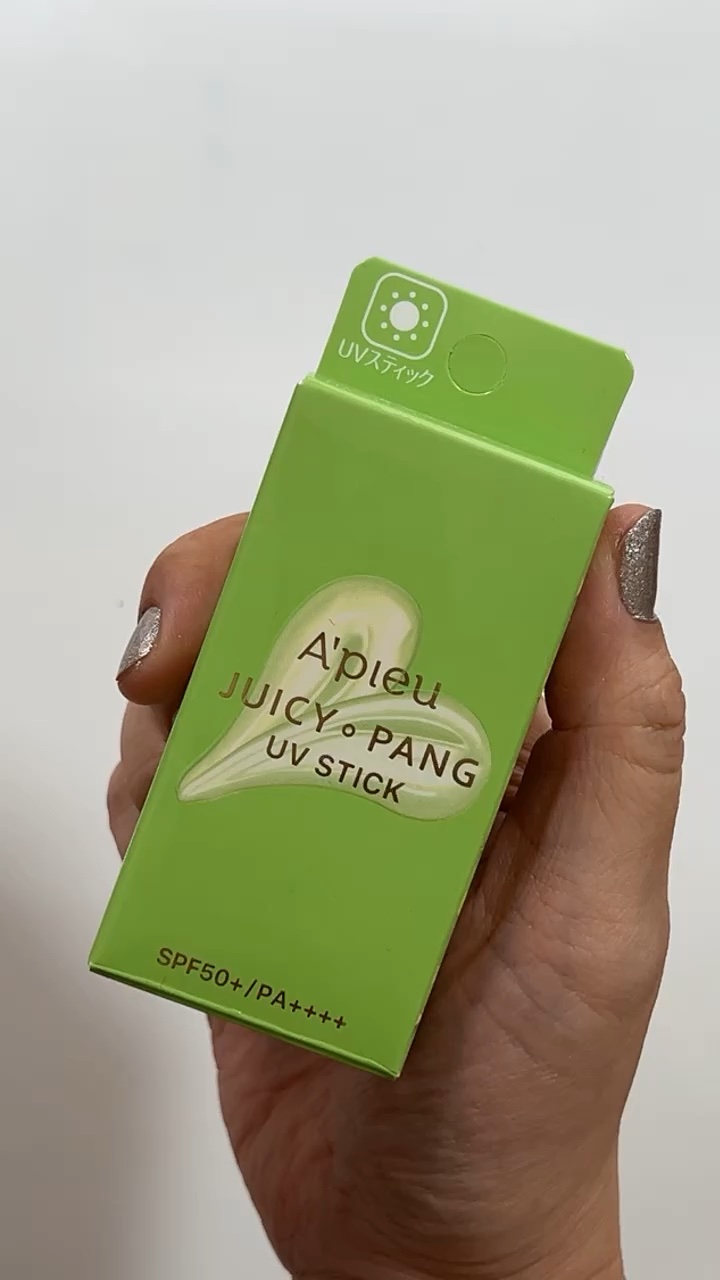 UVスティック
A'pieu
JUICY PANG
UV STICK
SPF50+/PA++++